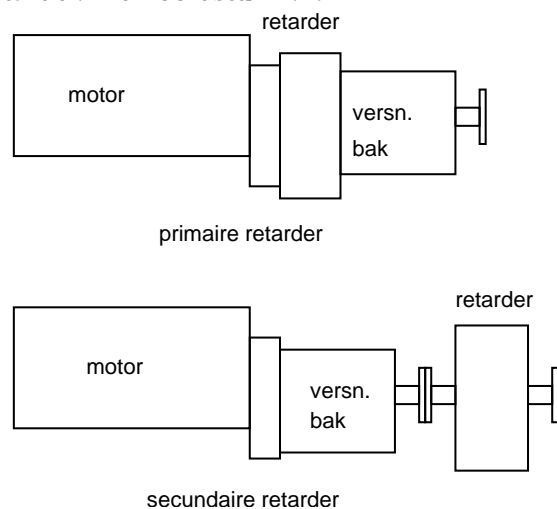 retarder
motor
versn.
bak
primaire retarder
retarder
motor
versn.
bak
secundaire retarder